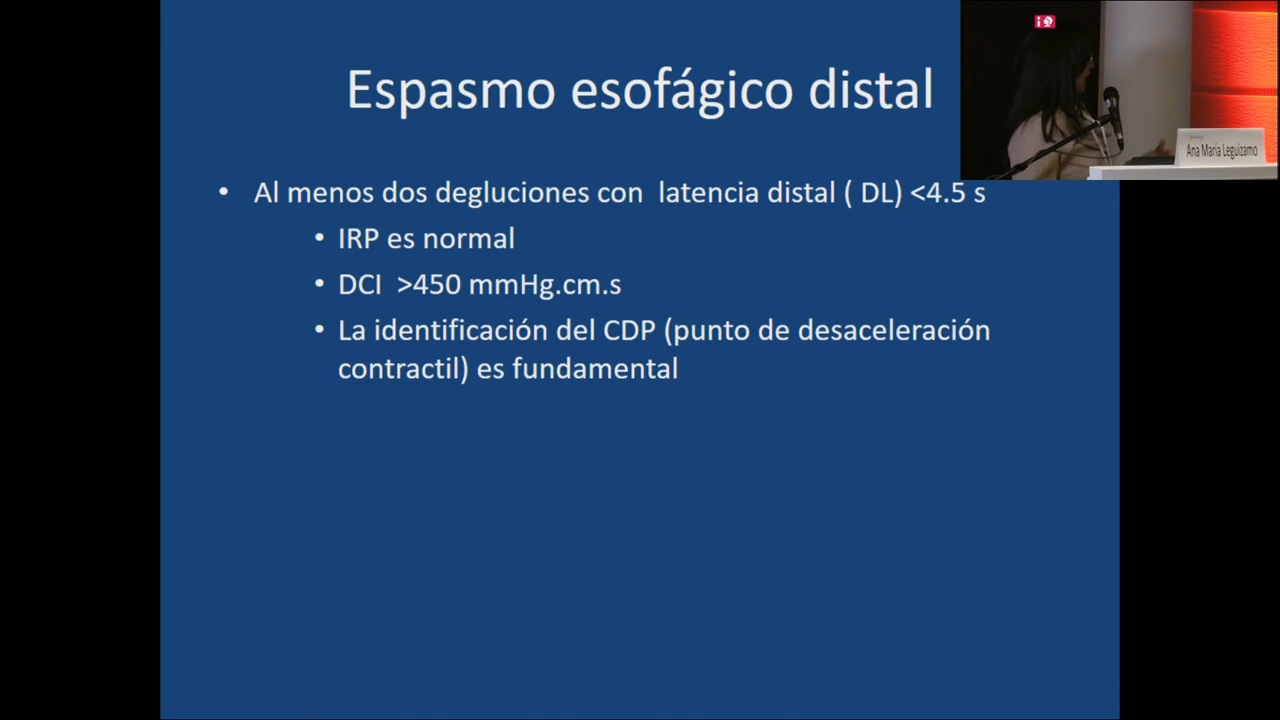 Espasmo esofágico distal
Ana María Leguizamo
• Al menos dos degluciones con latencia distal ( DL) <4.5 s
• IRP es normal
• DCI >450 mmHg.cm.s
• La identificación del CDP (punto de desaceleración
contractil) es fundamental